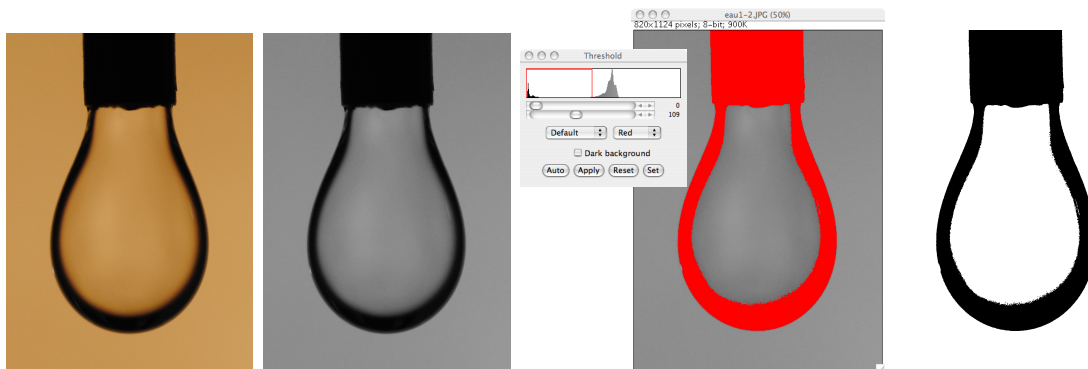 eau1-2.JPG (50%)
820x1124 pixels; 8-bit; 900K
Threshold
0
109
Default Red
Dark background
Auto Apply Reset Set